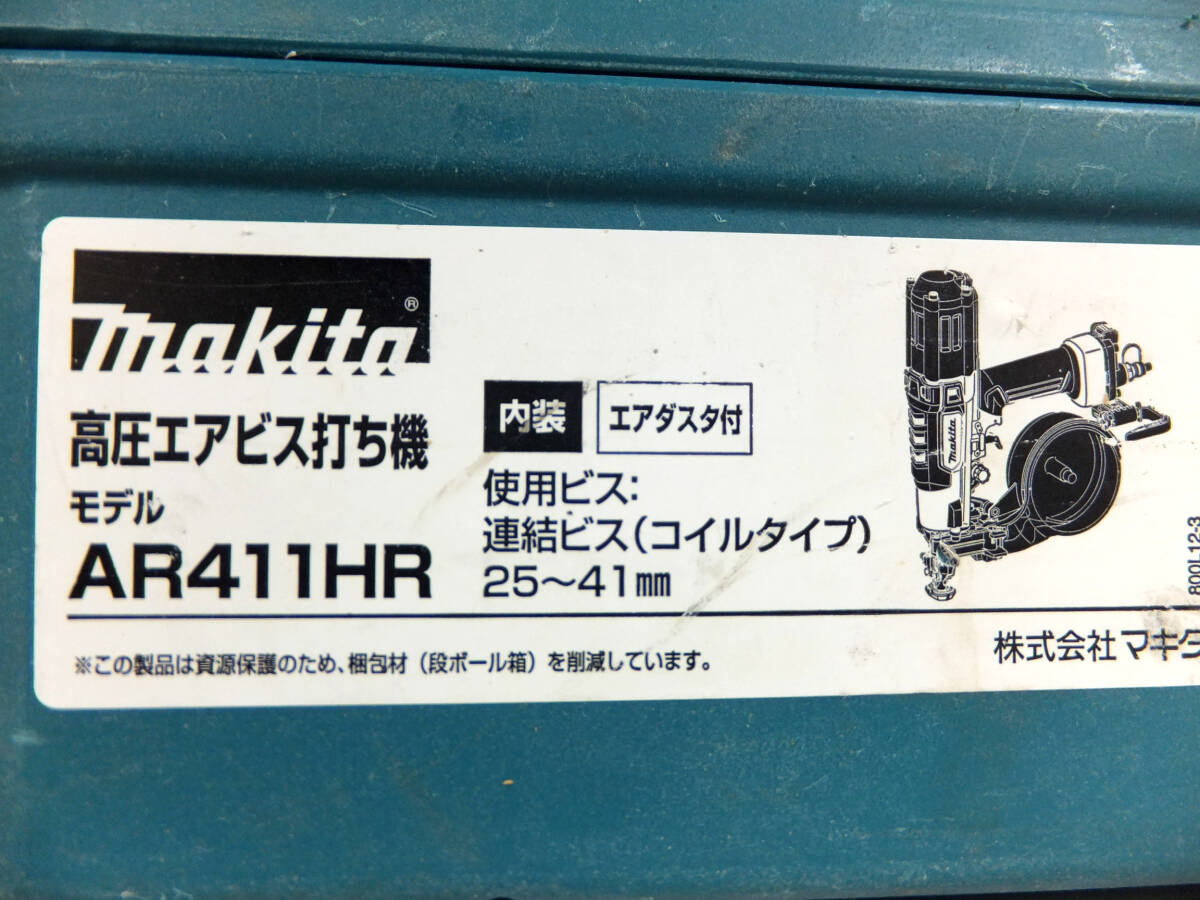 makita®
高圧エアビス打ち機
モデル
AR411HR
内装
エアダスタ付
使用ビス:
連結ビス(コイルタイプ)
25～41㎜
makita
800L12-3
※この製品は資源保護のため、梱包材（段ボール箱）を削減しています。
株式会社マキタ